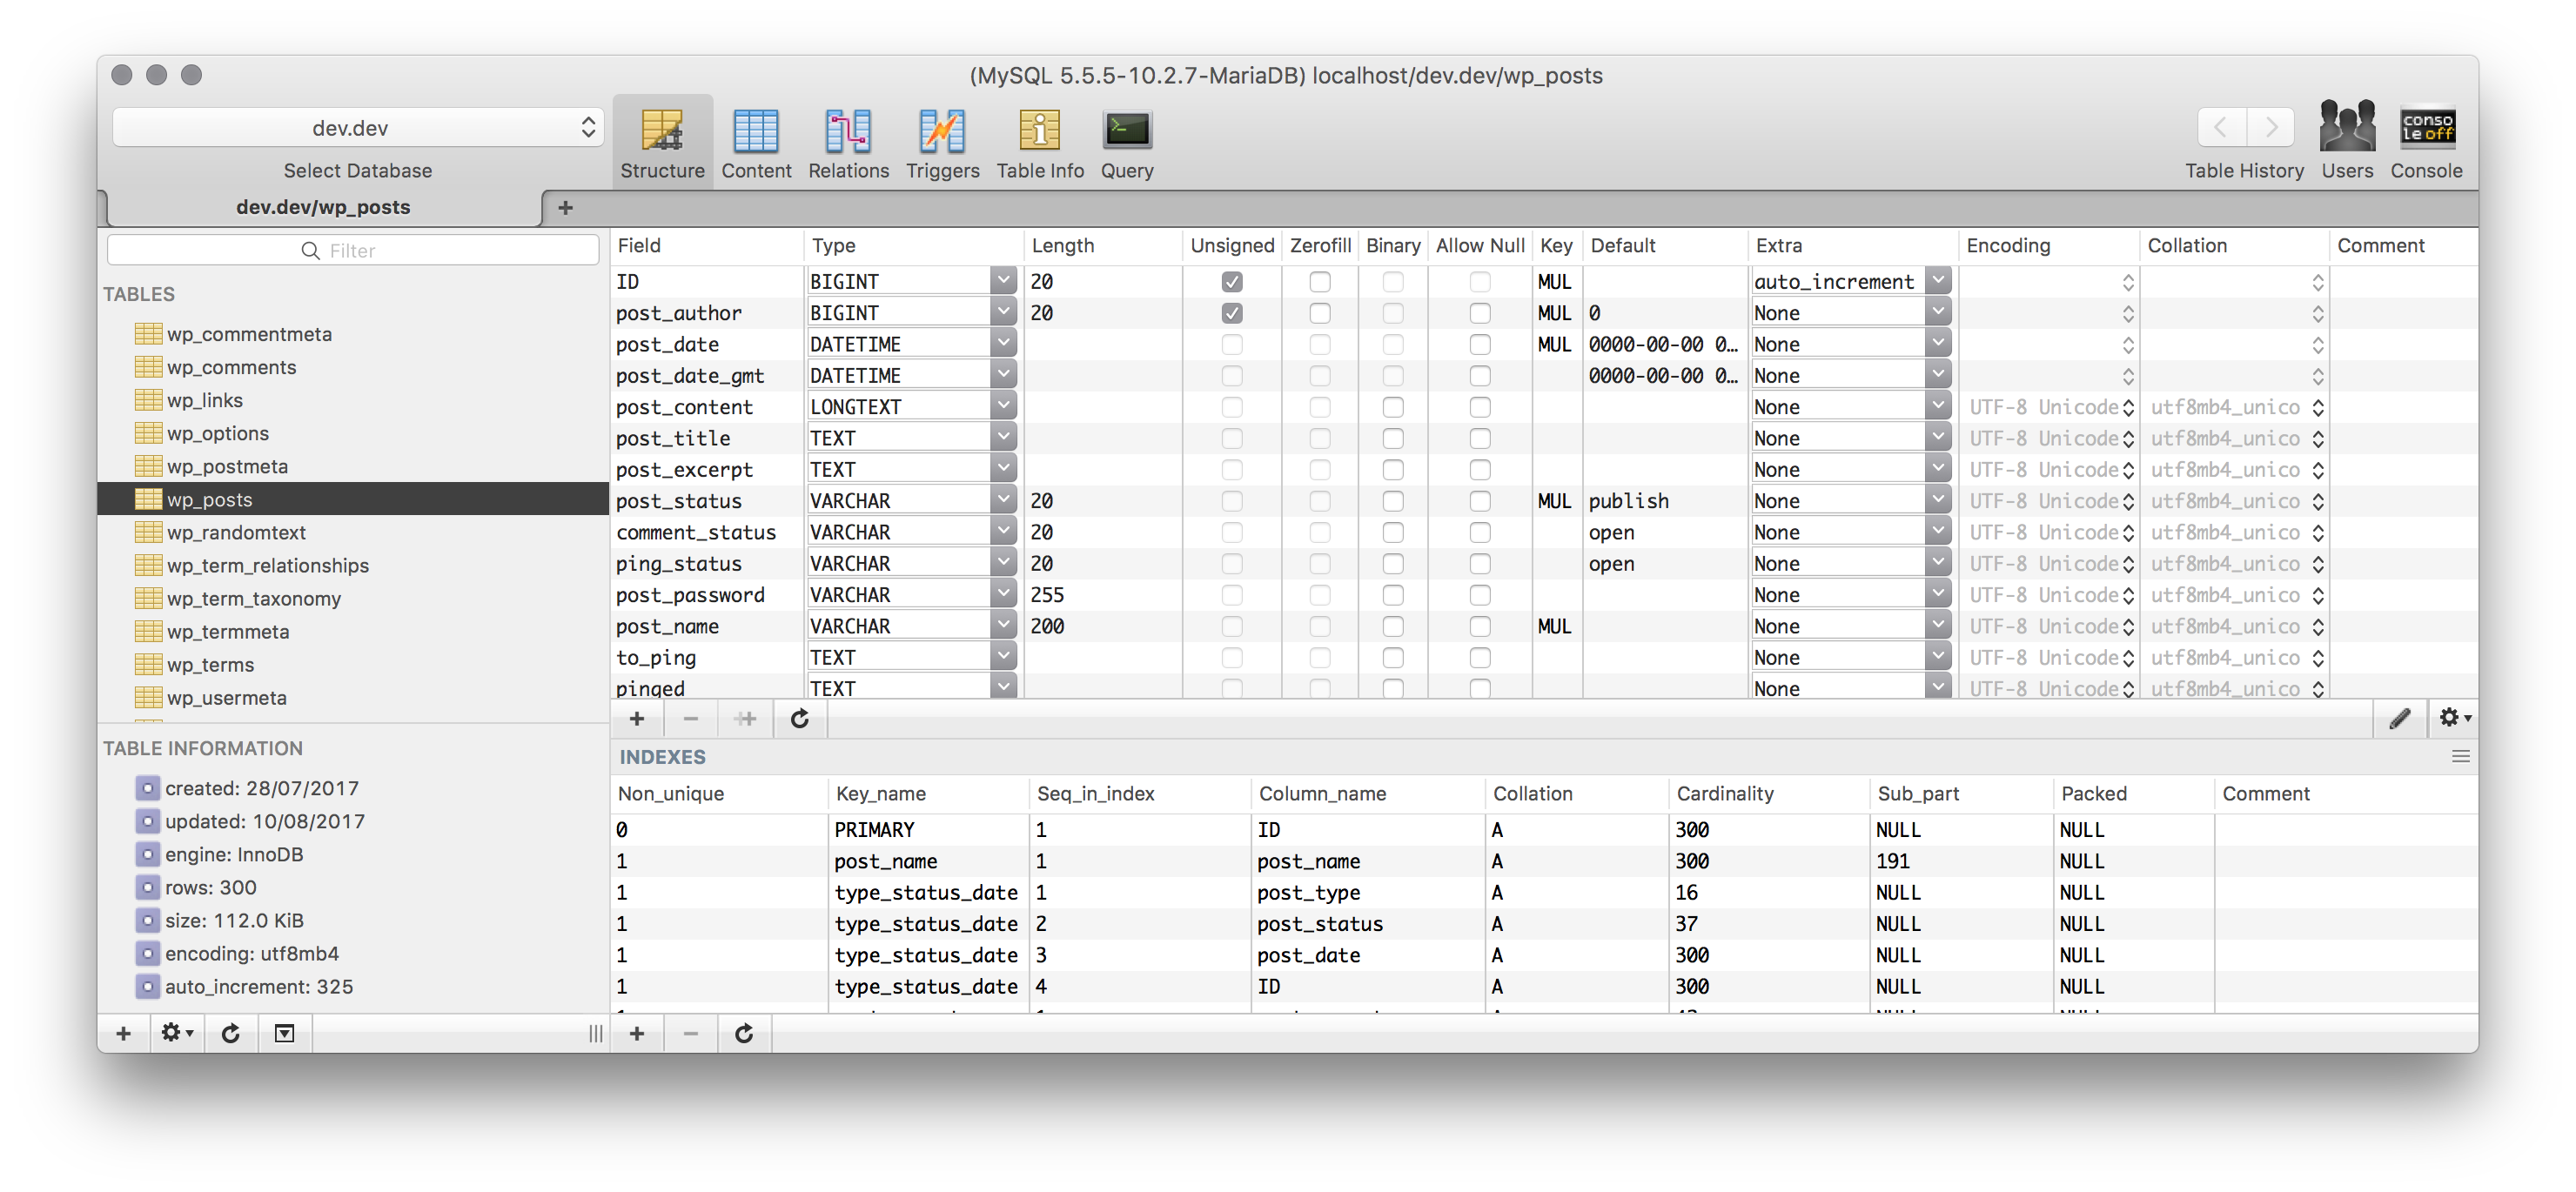 (MySQL 5.5.5-10.2.7-MariaDB) localhost/dev.dev/wp_posts
dev.dev
conso
le off
Select Database Structure Content Relations Triggers Table Info Query Table History Users Console
dev.dev/wp_posts
Filter
TABLES
wp_commentmeta
wp_comments
wp_links
wp_options
wp_postmeta
wp_posts
wp_randomtext
wp_term_relationships
wp_term_taxonomy
wp_termmeta
wp_terms
wp_usermeta
TABLE INFORMATION
created: 28/07/2017
updated: 10/08/2017
engine: InnoDB
rows: 300
size: 112.0 KiB
encoding: utf8mb4
auto_increment: 325
Field Type Length Unsigned Zerofill Binary Allow Null Key Default Extra Encoding Collation Comment
ID BIGINT 20 MUL auto_increment
post_author BIGINT 20 MUL 0 None
post_date DATETIME MUL 0000-00-00 0... None
post_date_gmt DATETIME 0000-00-00 0... None
post_content LONGTEXT None UTF-8 Unicode utf8mb4_unico
post_title TEXT None UTF-8 Unicode utf8mb4_unico
post_excerpt TEXT None UTF-8 Unicode utf8mb4_unico
post_status VARCHAR 20 MUL publish None UTF-8 Unicode utf8mb4_unico
comment_status VARCHAR 20 open None UTF-8 Unicode utf8mb4_unico
ping_status VARCHAR 20 open None UTF-8 Unicode utf8mb4_unico
post_password VARCHAR 255 None UTF-8 Unicode utf8mb4_unico
post_name VARCHAR 200 MUL None UTF-8 Unicode utf8mb4_unico
to_ping TEXT None UTF-8 Unicode utf8mb4_unico
pinged TEXT None UTF-8 Unicode utf8mb4_unico
INDEXES
Non_unique Key_name Seq_in_index Column_name Collation Cardinality Sub_part Packed Comment
0 PRIMARY 1 ID A 300 NULL NULL
1 post_name 1 post_name A 300 191 NULL
1 type_status_date 1 post_type A 16 NULL NULL
1 type_status_date 2 post_status A 37 NULL NULL
1 type_status_date 3 post_date A 300 NULL NULL
1 type_status_date 4 ID A 300 NULL NULL